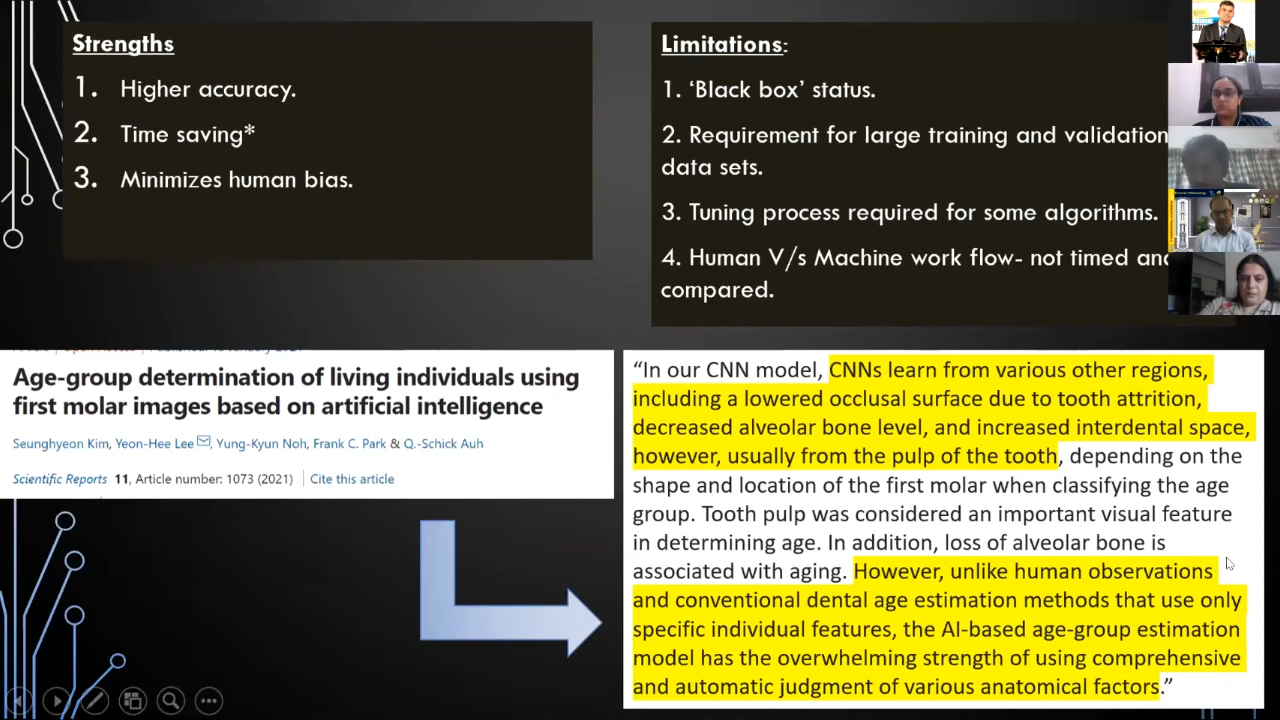 Strengths
1. Higher accuracy.
2. Time saving*
3. Minimizes human bias.
Limitations:
1. ‘Black box’ status.
2. Requirement for large training and validation
data sets.
3. Tuning process required for some algorithms.
4. Human V/s Machine work flow- not timed and
compared.
Age-group determination of living individuals using
first molar images based on artificial intelligence
Seunghyeon Kim, Yeon-Hee Lee, Yung-Kyun Noh, Frank C. Park & Q.-Schick Auh
Scientific Reports 11, Article number: 1073 (2021) Cite this article
“In our CNN model, CNNs learn from various other regions,
including a lowered occlusal surface due to tooth attrition,
decreased alveolar bone level, and increased interdental space,
however, usually from the pulp of the tooth, depending on the
shape and location of the first molar when classifying the age
group. Tooth pulp was considered an important visual feature
in determining age. In addition, loss of alveolar bone is
associated with aging. However, unlike human observations
and conventional dental age estimation methods that use only
specific individual features, the AI-based age-group estimation
model has the overwhelming strength of using comprehensive
and automatic judgment of various anatomical factors.”